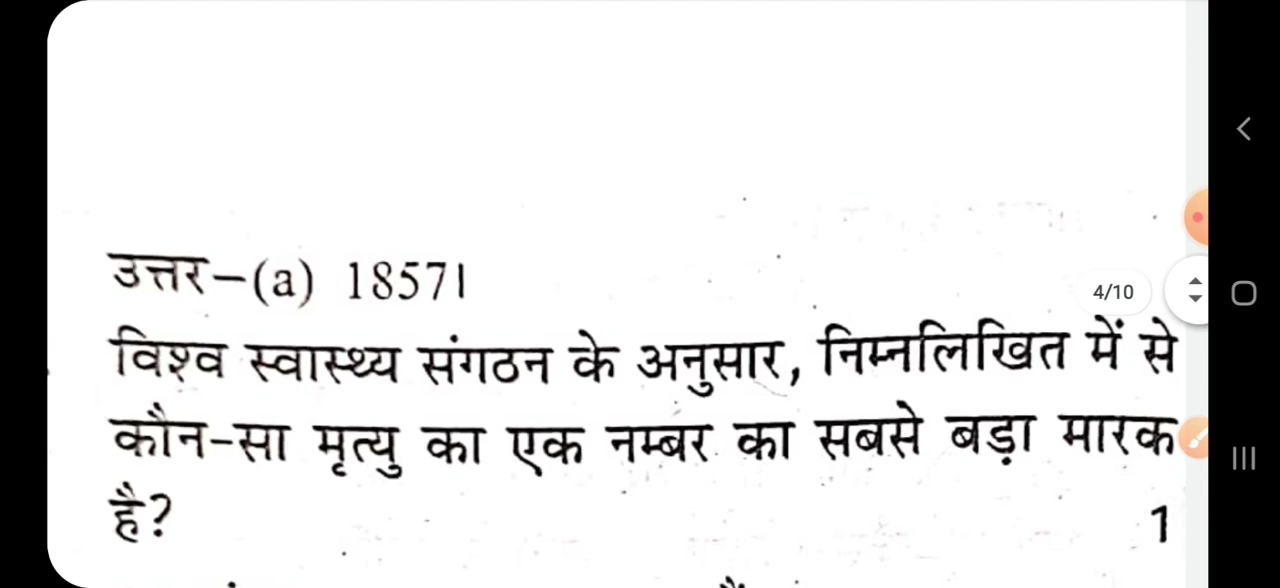 उत्तर–(a) 1857।
4/10
विश्व स्वास्थ्य संगठन के अनुसार, निम्नलिखित में से
कौन-सा मृत्यु का एक नम्बर का सबसे बड़ा मारक
है? 1